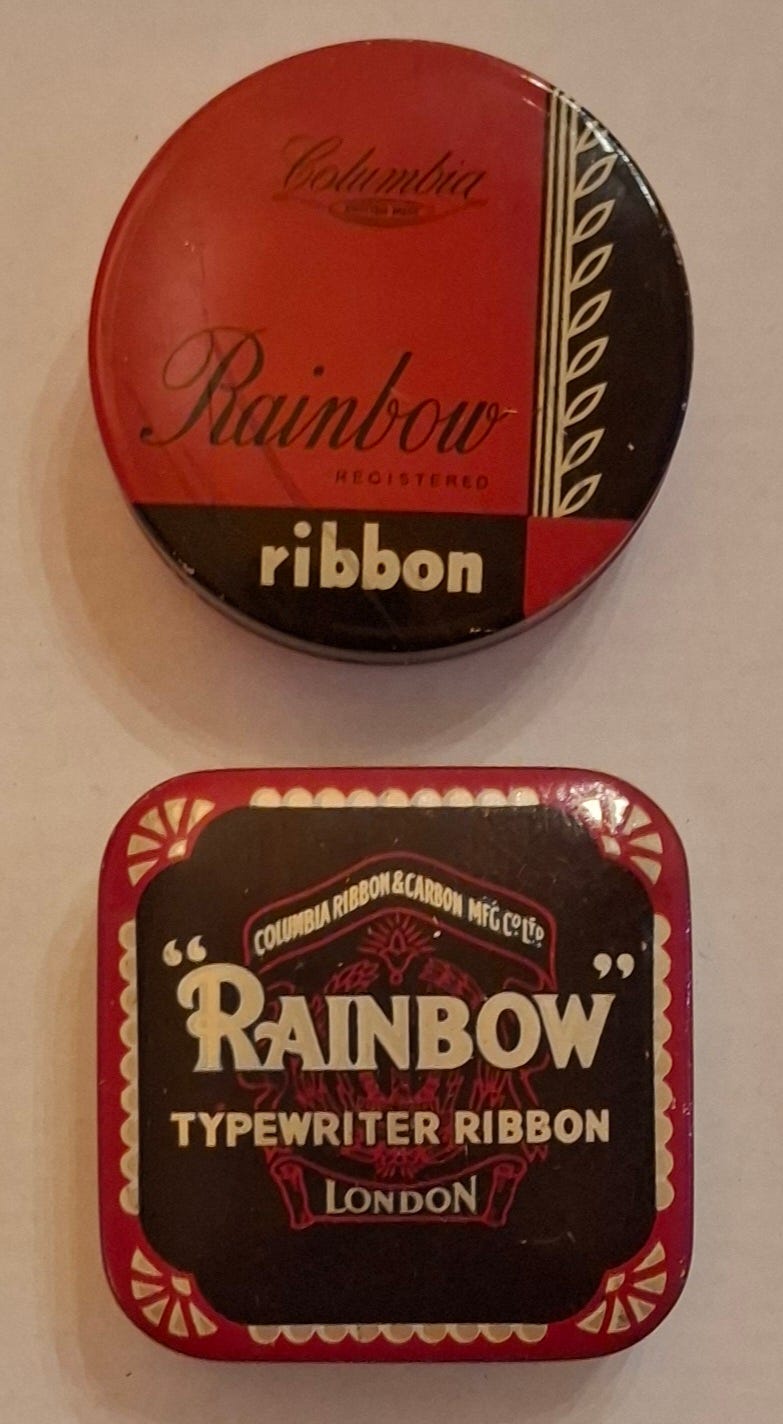 Columbia
Rainbow
REGISTERED
ribbon
COLUMBIA RIBBON & CARBON MFG CO LTD
“RAINBOW”
TYPEWRITER RIBBON
LONDON